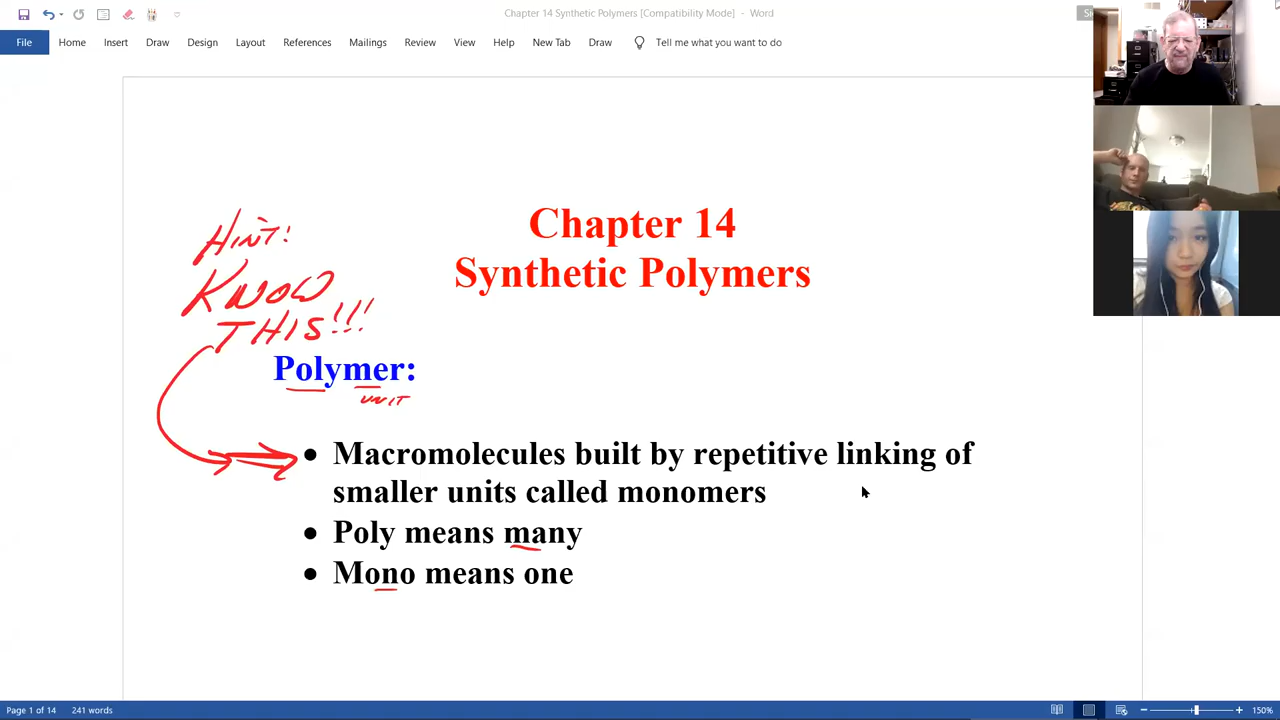 Chapter 14 Synthetic Polymers [Compatibility Mode] - Word
File Home Insert Draw Design Layout References Mailings Review View Help New Tab Draw Tell me what you want to do
Chapter 14
Synthetic Polymers
HINT:
KNOW
THIS!!!
Polymer:
UNIT
• Macromolecules built by repetitive linking of
smaller units called monomers
• Poly means many
• Mono means one
Page 1 of 14 241 words 150%